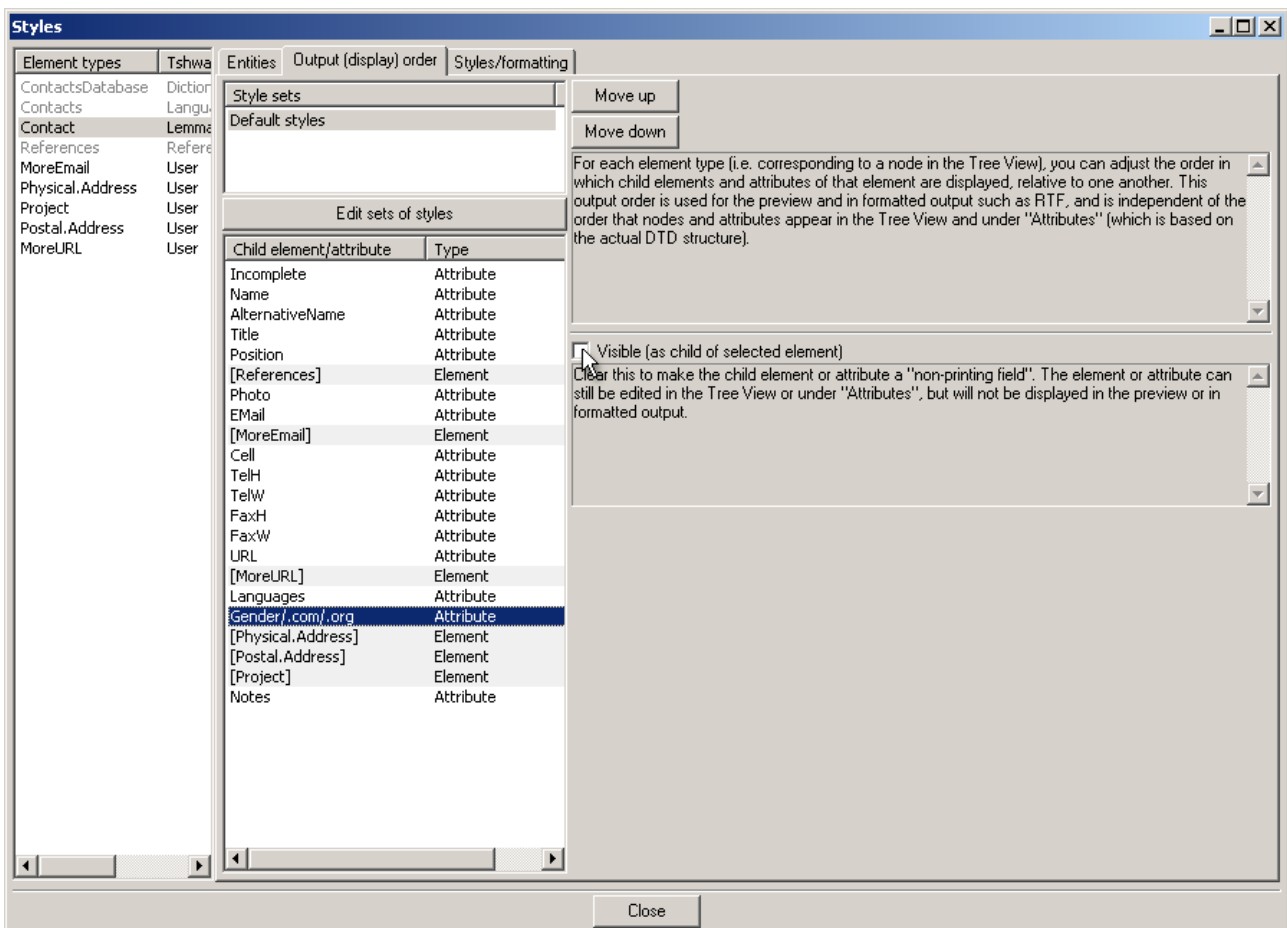 Styles
Element types Tshwa
ContactsDatabase Diction
Contacts Langu
Contact Lemma
References Refere
MoreEmail User
Physical.Address User
Project User
Postal.Address User
MoreURL User
Entities Output (display) order Styles/formatting
Style sets
Default styles
Edit sets of styles
Child element/attribute Type
Incomplete Attribute
Name Attribute
AlternativeName Attribute
Title Attribute
Position Attribute
[References] Element
Photo Attribute
EMail Attribute
[MoreEmail] Element
Cell Attribute
TelH Attribute
TelW Attribute
FaxH Attribute
FaxW Attribute
URL Attribute
[MoreURL] Element
Languages Attribute
Gender/.com/.org Attribute
[Physical.Address] Element
[Postal.Address] Element
[Project] Element
Notes Attribute
Move up
Move down
For each element type (i.e. corresponding to a node in the Tree View), you can adjust the order in
which child elements and attributes of that element are displayed, relative to one another. This
output order is used for the preview and in formatted output such as RTF, and is independent of the
order that nodes and attributes appear in the Tree View and under "Attributes" (which is based on
the actual DTD structure).
Visible (as child of selected element)
Clear this to make the child element or attribute a "non-printing field". The element or attribute can
still be edited in the Tree View or under "Attributes", but will not be displayed in the preview or in
formatted output.
Close